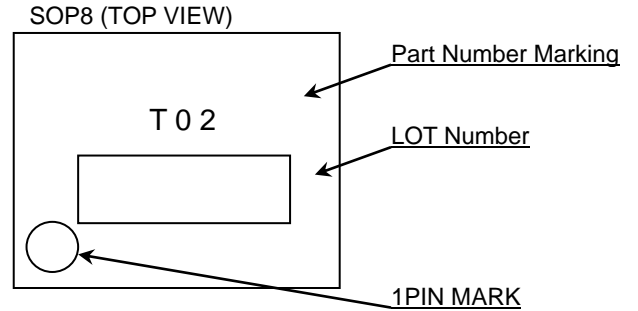 SOP8 (TOP VIEW)
Part Number Marking
T 0 2
LOT Number
1PIN MARK